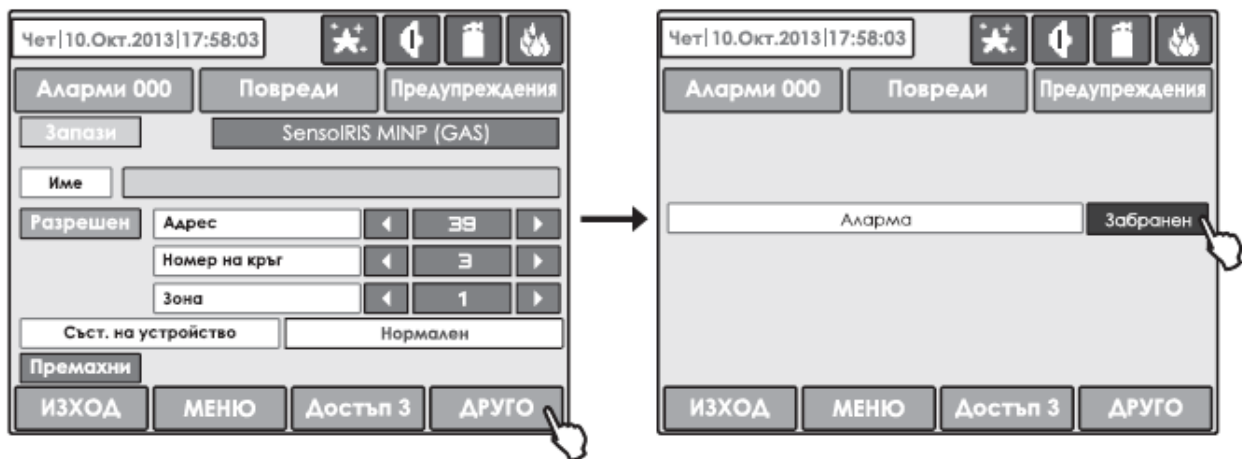 Чет|10.Окт.2013|17:58:03
Аларми 000 Повреди Предупреждения
Запази SensoIRIS MINP (GAS)
Име
Разрешен Адрес 39
Номер на кръг 3
Зона 1
Съст. на устройство Нормален
Премахни
ИЗХОД МЕНЮ Достъп 3 ДРУГО
Чет|10.Окт.2013|17:58:03
Аларми 000 Повреди Предупреждения
Аларма Забранен
ИЗХОД МЕНЮ Достъп 3 ДРУГО